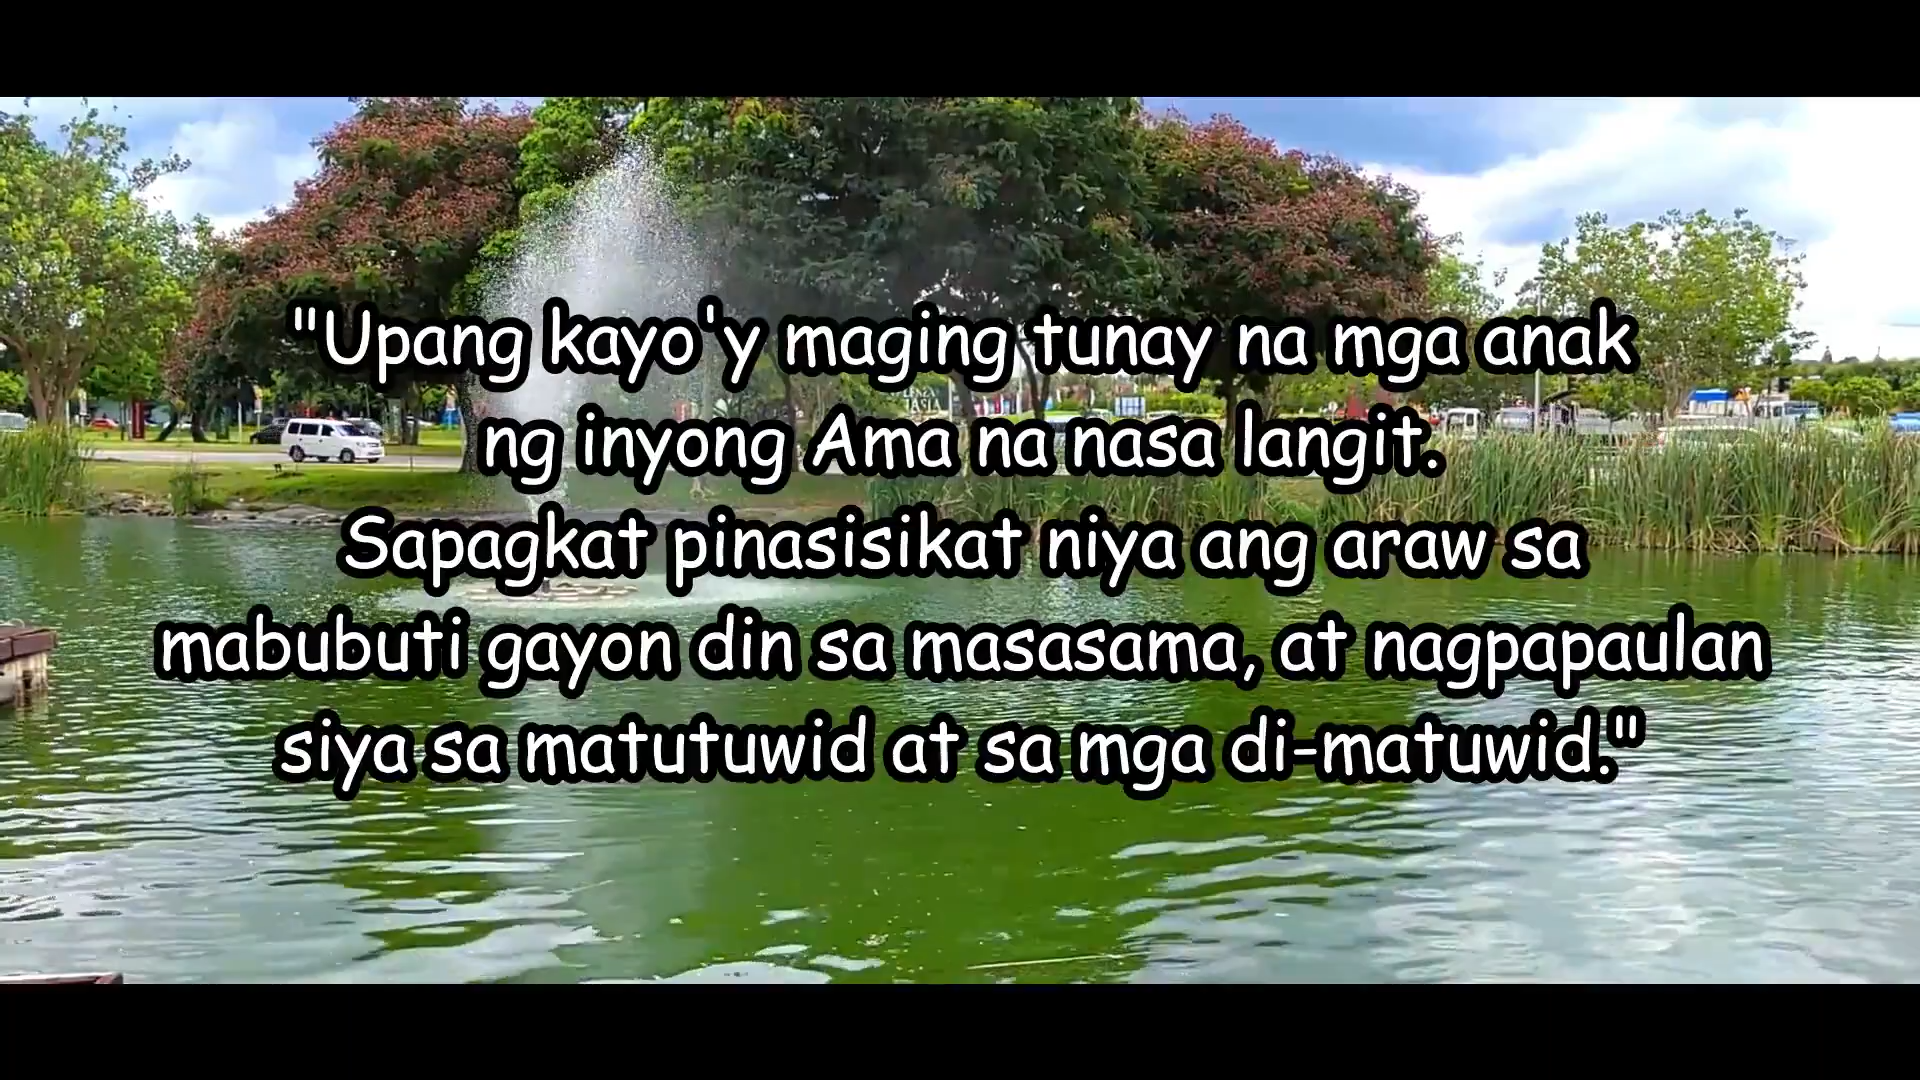 "Upang kayo'y maging tunay na mga anak
ng inyong Ama na nasa langit.
Sapagkat pinasisikat niya ang araw sa
mabubuti gayon din sa masasama, at nagpapaulan
siya sa matutuwid at sa mga di-matuwid."